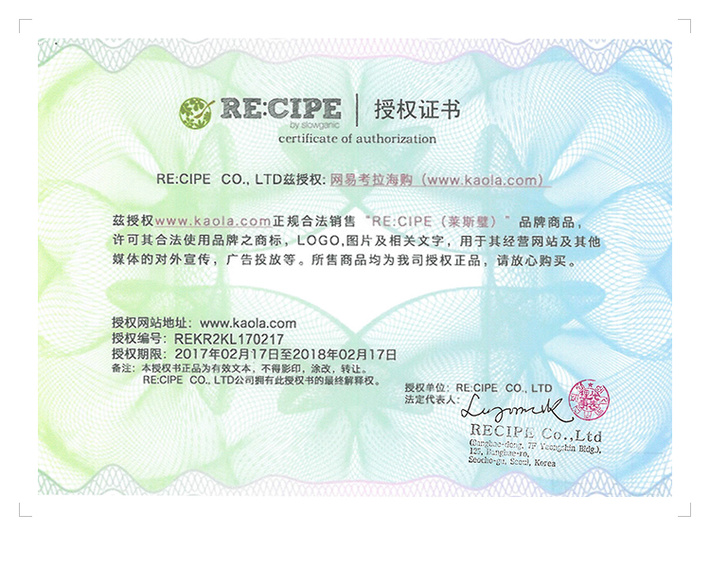 RE:CIPE
by slowganic
授权证书
certificate of authorization
RE:CIPE CO., LTD兹授权: 网易考拉海购（www.kaola.com）
兹授权www.kaola.com正规合法销售“RE:CIPE（莱斯璧）”品牌商品，
许可其合法使用品牌之商标，LOGO,图片及相关文字，用于其经营网站及其他
媒体的对外宣传，广告投放等。所售商品均为我司授权正品，请放心购买。
授权网站地址：www.kaola.com
授权编号：REKR2KL170217
授权期限：2017年02月17日至2018年02月17日
备注：本授权书正品为有效文本，不得影印，涂改，转让。
RE:CIPE CO., LTD公司拥有此授权书的最终解释权。
授权单位：RE:CIPE CO., LTD
法定代表人：
RECIPE Co.,Ltd
(Banghae-dong, 7F Youngshin Bldg.),
125, Banghae-ro,
Seocho-gu, Seoul, Korea